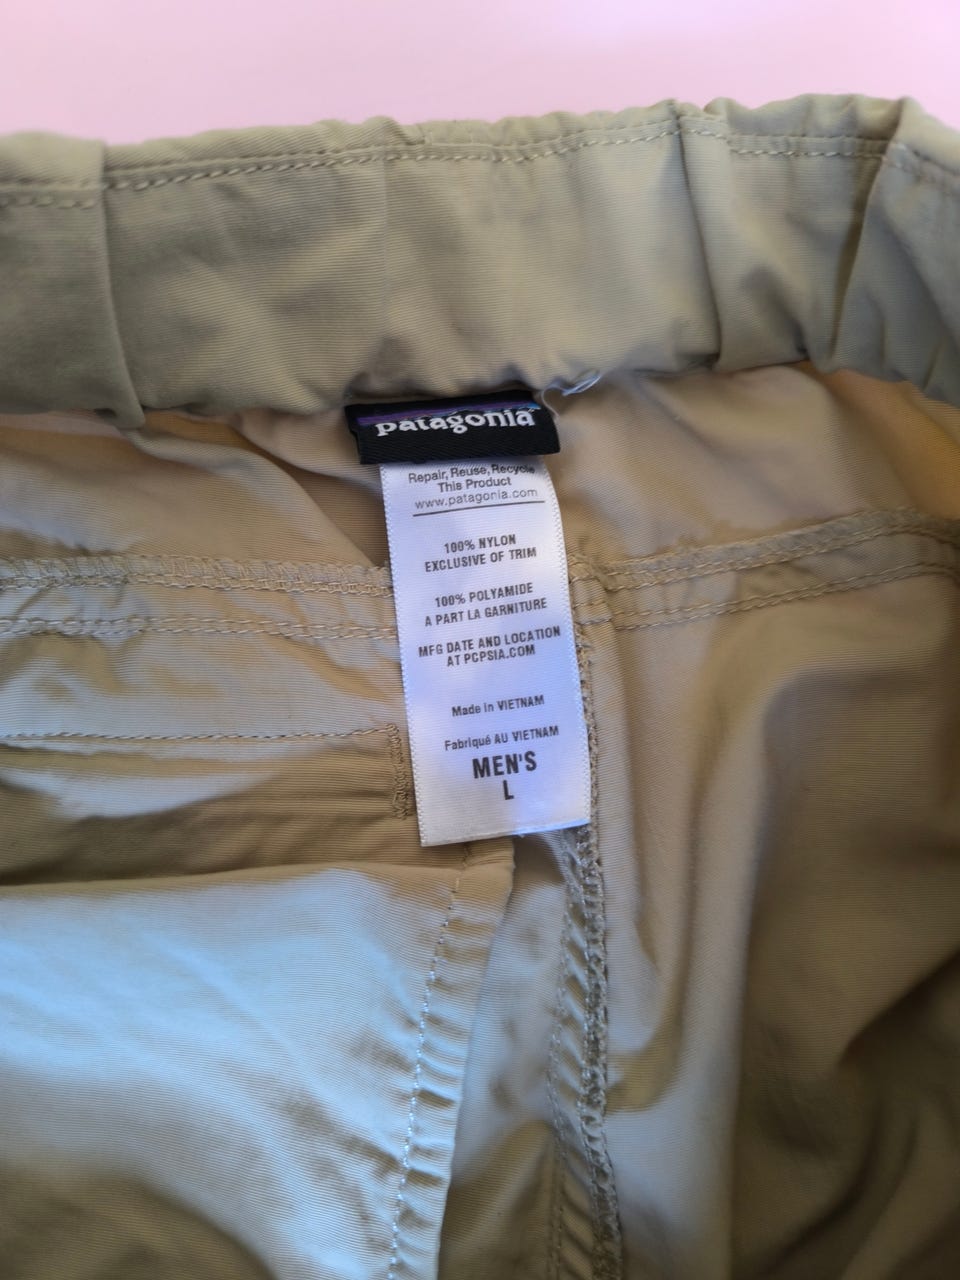 patagonia
Repair, Reuse, Recycle
This Product
www.patagonia.com
100% NYLON
EXCLUSIVE OF TRIM
100% POLYAMIDE
A PART LA GARNITURE
MFG DATE AND LOCATION
AT PCPSIA.COM
Made in VIETNAM
Fabriqué AU VIETNAM
MEN'S
L